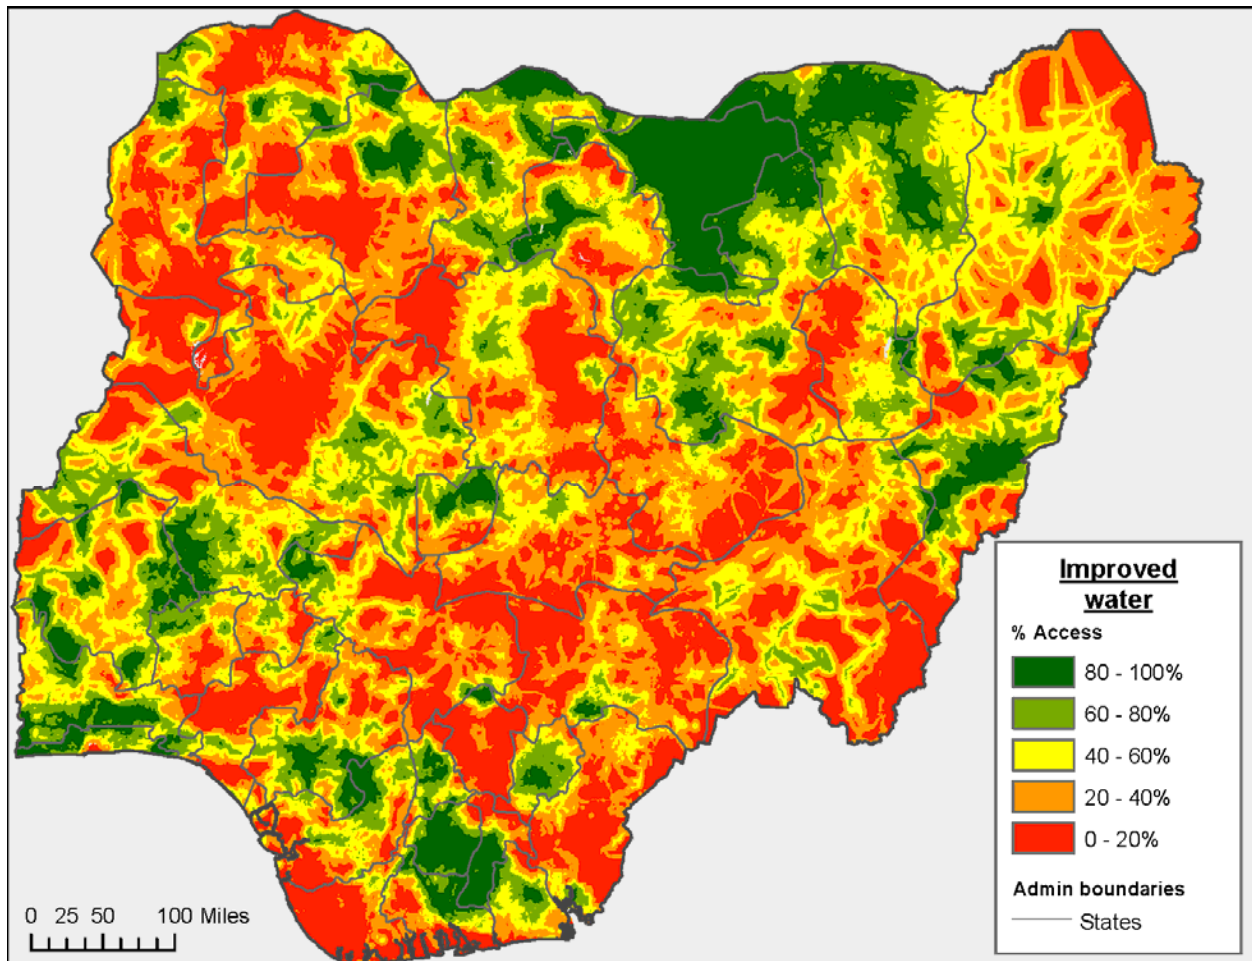 Improved
water
% Access
80 - 100%
60 - 80%
40 - 60%
20 - 40%
0 - 20%
Admin boundaries
States
0 25 50 100 Miles